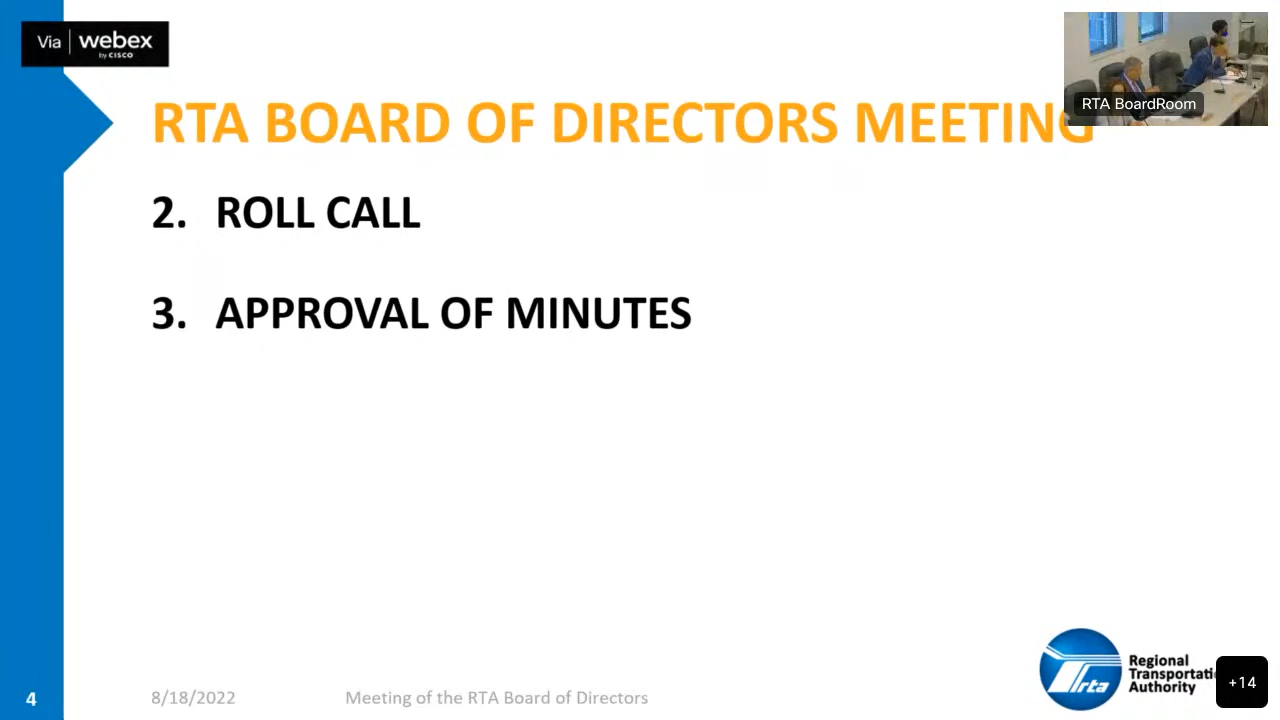 Via webex
by CISCO
RTA BoardRoom
RTA BOARD OF DIRECTORS MEETING
2. ROLL CALL
3. APPROVAL OF MINUTES
rta
Regional
Transportati
Authority
+14
4
8/18/2022
Meeting of the RTA Board of Directors